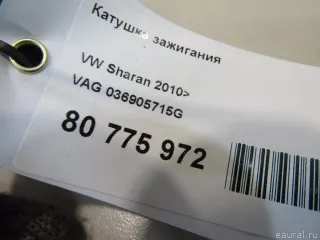 Катушка зажигания
VW Sharan 2010>
VAG 036905715G
80 775 972
eaural.ru